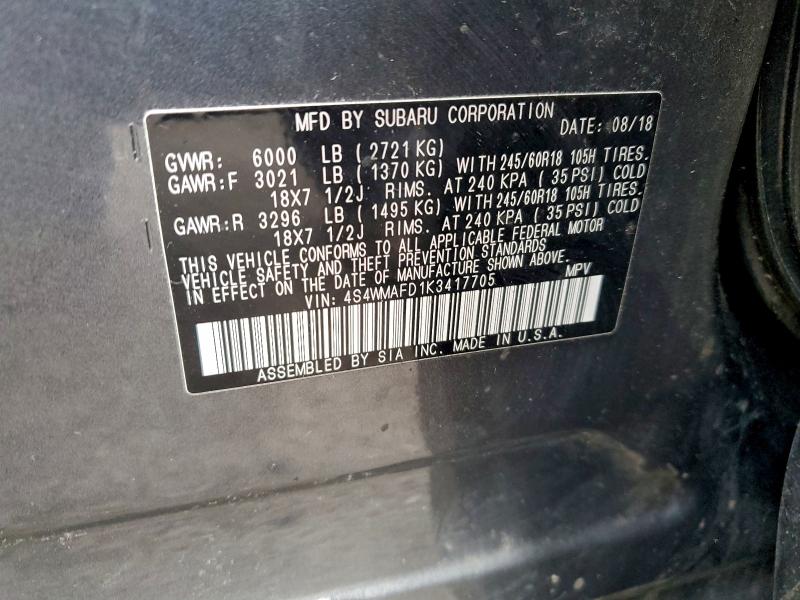 MFD BY SUBARU CORPORATION DATE: 08/18
GVWR: 6000 LB ( 2721 KG)
GAWR:F 3021 LB ( 1370 KG) WITH 245/60R18 105H TIRES.
18X7 1/2J RIMS. AT 240 KPA ( 35 PSI) COLD
GAWR:R 3296 LB ( 1495 KG) WITH 245/60R18 105H TIRES.
18X7 1/2J RIMS. AT 240 KPA ( 35 PSI) COLD
THIS VEHICLE CONFORMS TO ALL APPLICABLE FEDERAL MOTOR
VEHICLE SAFETY AND THEFT PREVENTION STANDARDS
IN EFFECT ON THE DATE OF MANUFACTURE SHOWN ABOVE.
VIN: 4S4WMAFD1K3417705 MPV
ASSEMBLED BY SIA INC. MADE IN U.S.A.